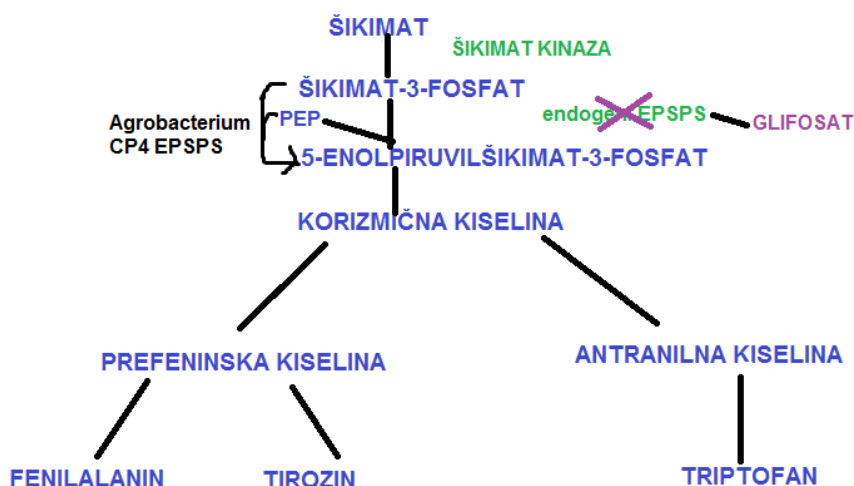 ŠIKIMAT
ŠIKIMAT KINAZA
ŠIKIMAT-3-FOSFAT
Agrobacterium
CP4 EPSPS
PEP
EPSPS
GLIFOSAT
5-ENOLPIRUVILŠIKIMAT-3-FOSFAT
KORIZMIČNA KISELINA
PREFENINSKA KISELINA
ANTRANILNA KISELINA
FENILALANIN
TIROZIN
TRIPTOFAN